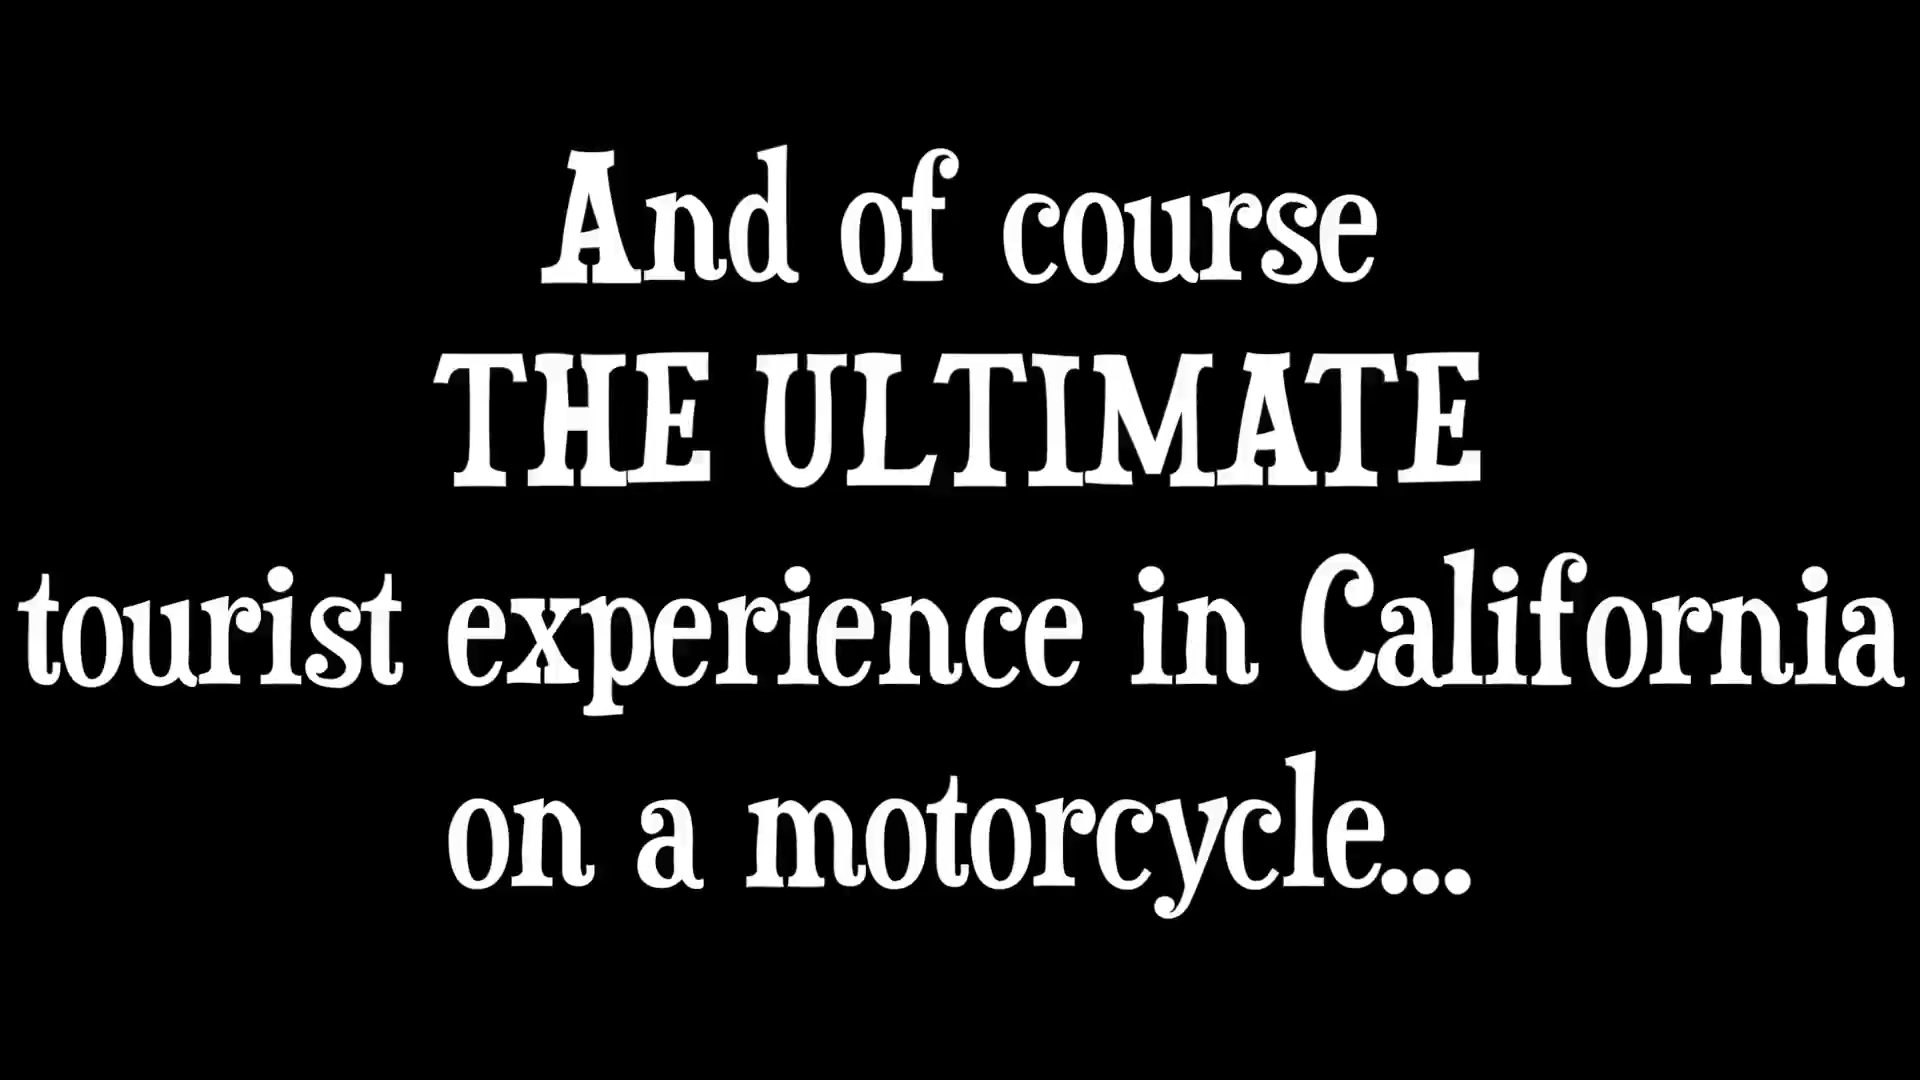 And of course
THE ULTIMATE
tourist experience in California
on a motorcycle...